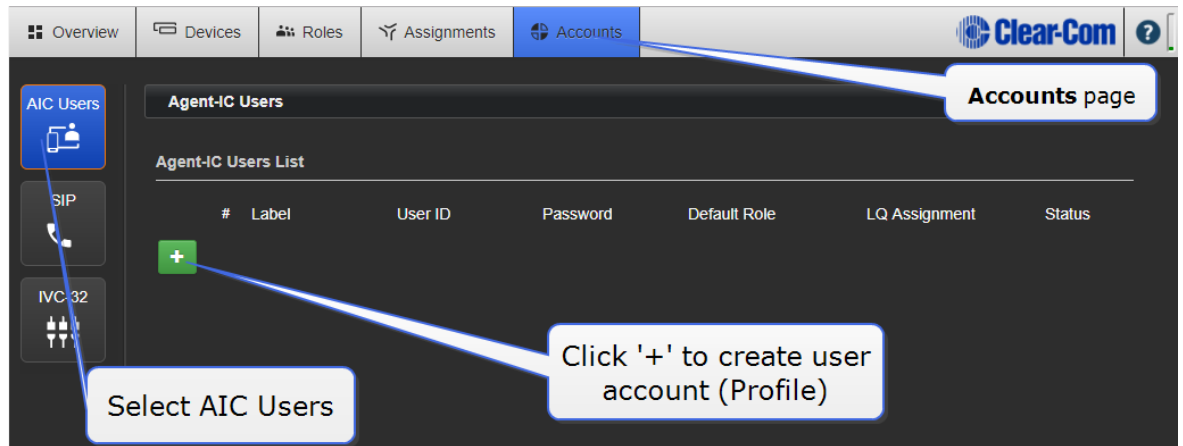 Overview Devices Roles Assignments Accounts Clear-Com ?
Accounts page
AIC Users
Agent-IC Users
Agent-IC Users List
SIP
# Label User ID Password Default Role LQ Assignment Status
+
IVC-32
Click '+' to create user
account (Profile)
Select AIC Users